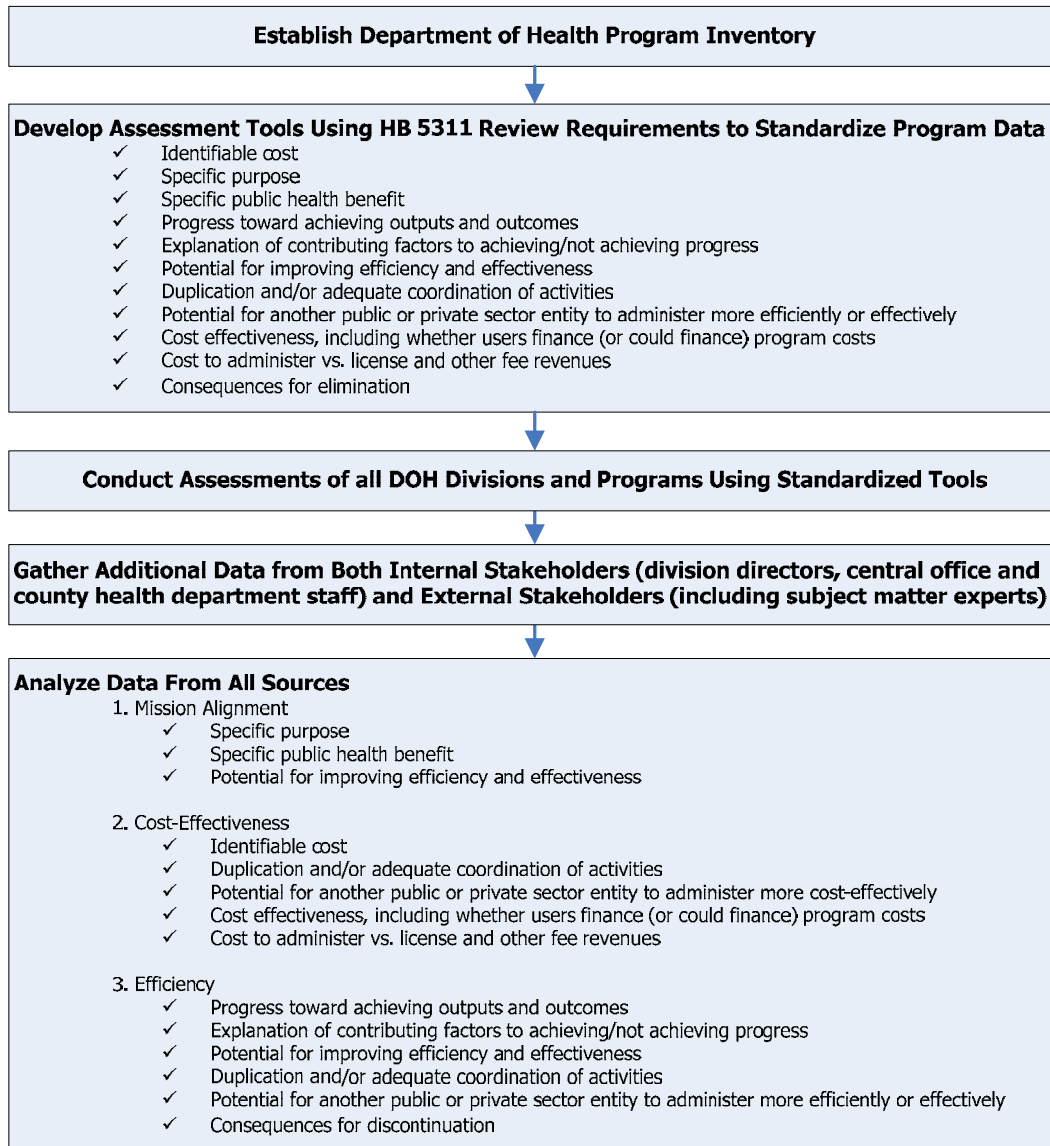 Establish Department of Health Program Inventory
Develop Assessment Tools Using HB 5311 Review Requirements to Standardize Program Data
✓ Identifiable cost
✓ Specific purpose
✓ Specific public health benefit
✓ Progress toward achieving outputs and outcomes
✓ Explanation of contributing factors to achieving/not achieving progress
✓ Potential for improving efficiency and effectiveness
✓ Duplication and/or adequate coordination of activities
✓ Potential for another public or private sector entity to administer more efficiently or effectively
✓ Cost effectiveness, including whether users finance (or could finance) program costs
✓ Cost to administer vs. license and other fee revenues
✓ Consequences for elimination
Conduct Assessments of all DOH Divisions and Programs Using Standardized Tools
Gather Additional Data from Both Internal Stakeholders (division directors, central office and
county health department staff) and External Stakeholders (including subject matter experts)
Analyze Data From All Sources
1. Mission Alignment
✓ Specific purpose
✓ Specific public health benefit
✓ Potential for improving efficiency and effectiveness
2. Cost-Effectiveness
✓ Identifiable cost
✓ Duplication and/or adequate coordination of activities
✓ Potential for another public or private sector entity to administer more cost-effectively
✓ Cost effectiveness, including whether users finance (or could finance) program costs
✓ Cost to administer vs. license and other fee revenues
3. Efficiency
✓ Progress toward achieving outputs and outcomes
✓ Explanation of contributing factors to achieving/not achieving progress
✓ Potential for improving efficiency and effectiveness
✓ Duplication and/or adequate coordination of activities
✓ Potential for another public or private sector entity to administer more efficiently or effectively
✓ Consequences for discontinuation